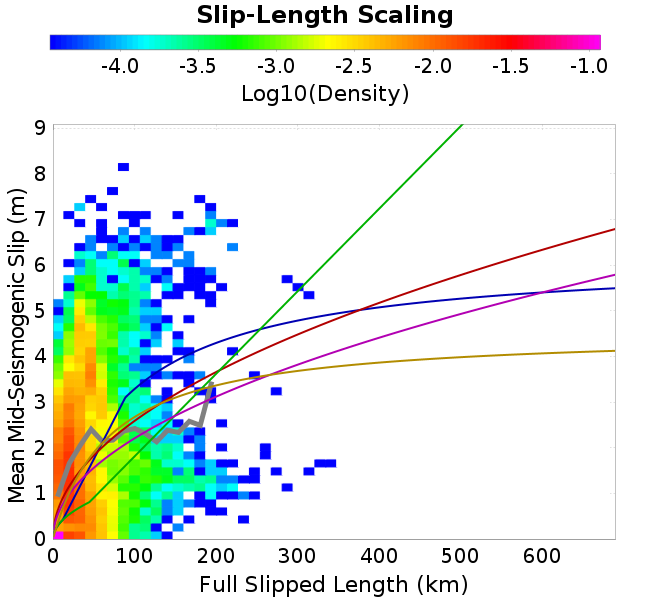 Slip-Length Scaling
-4.0 -3.5 -3.0 -2.5 -2.0 -1.5 -1.0
Log10(Density)
9
8
7
6
5
4
3
2
1
0
Mean Mid-Seismogenic Slip (m)
0 100 200 300 400 500 600
Full Slipped Length (km)